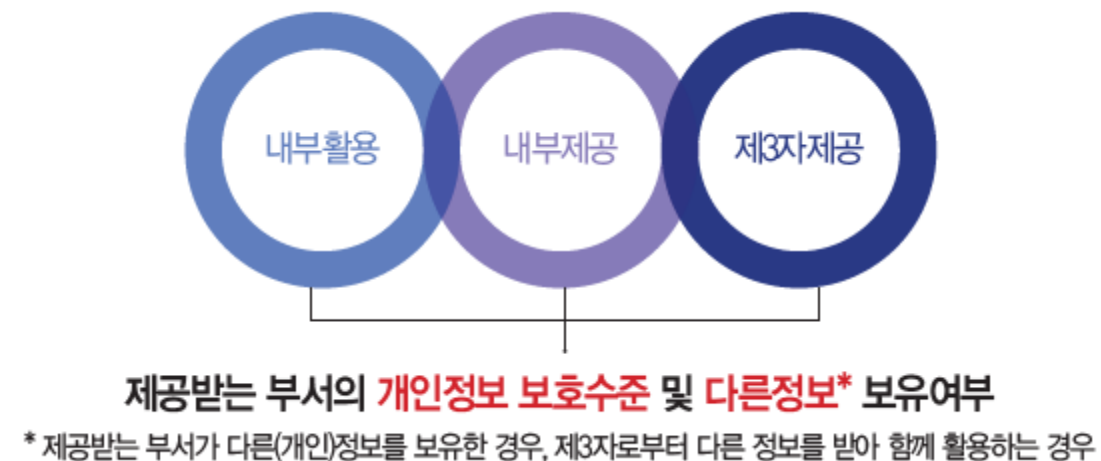 내부활용
내부제공
제3자제공
제공받는 부서의 개인정보 보호수준 및 다른정보* 보유여부
* 제공받는 부서가 다른(개인)정보를 보유한 경우, 제3자로부터 다른 정보를 받아 함께 활용하는 경우